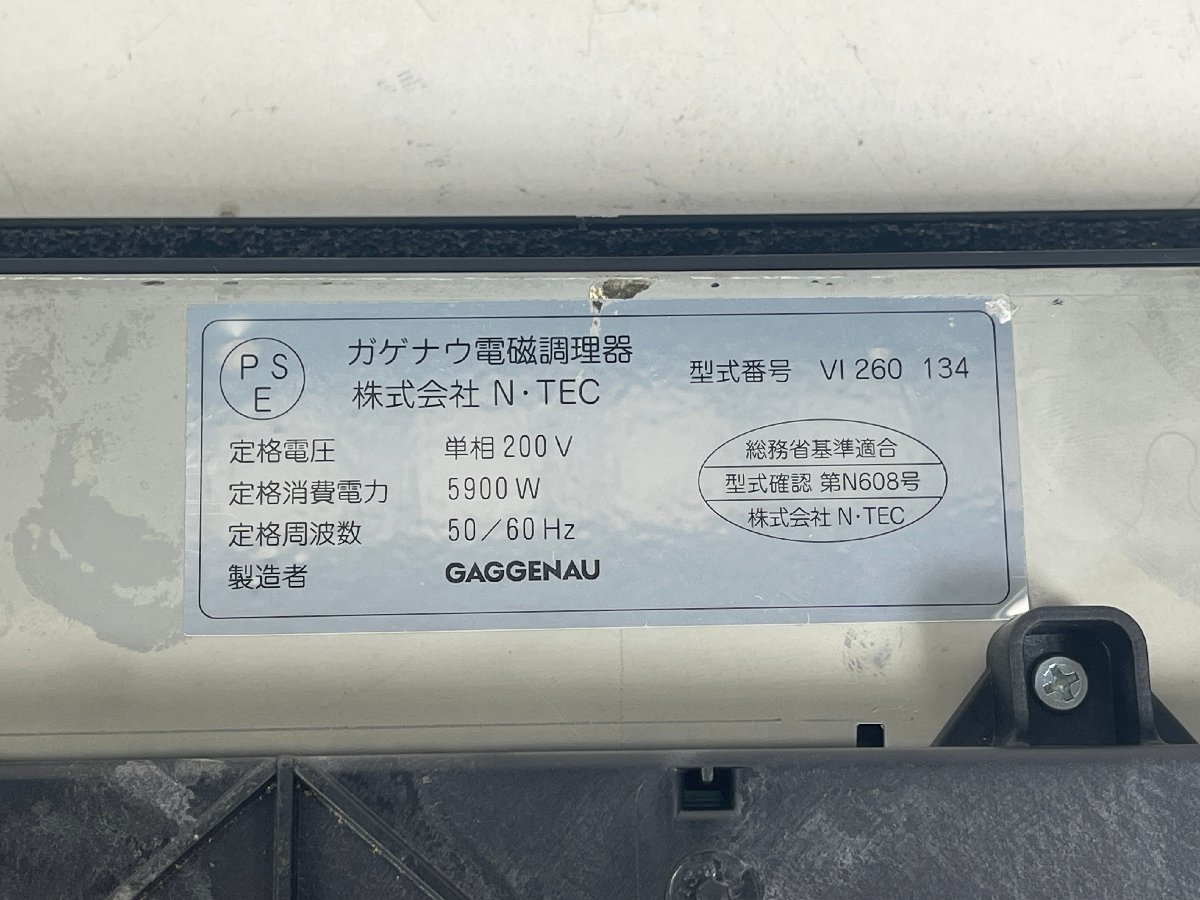 PS
E
ガゲナウ電磁調理器
株式会社 N・TEC
型式番号 VI 260 134
定格電圧 単相 200 V
定格消費電力 5900 W
定格周波数 50/60 Hz
製造者 GAGGENAU
総務省基準適合
型式確認 第N608号
株式会社 N・TEC